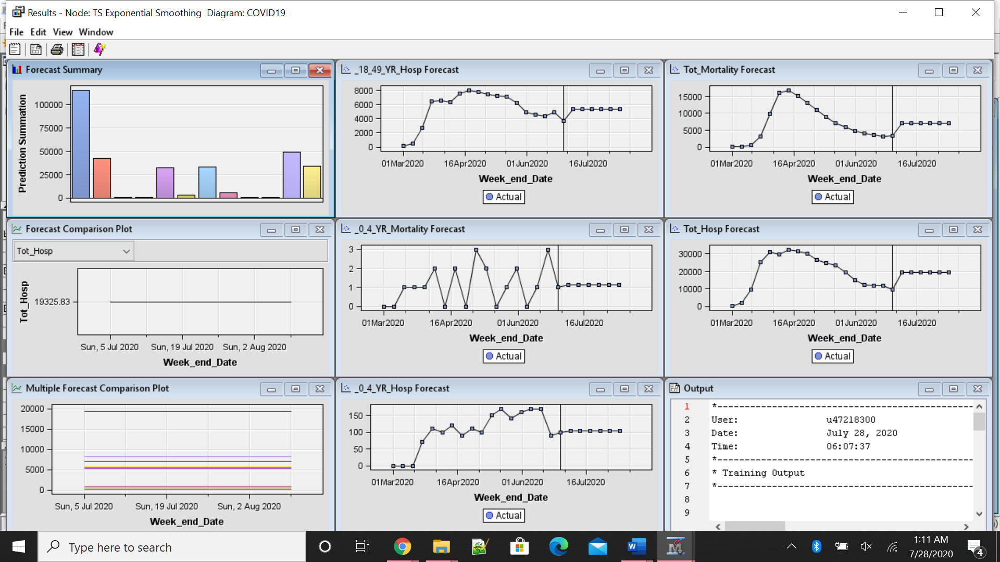 Results - Node: TS Exponential Smoothing Diagram: COVID19
File Edit View Window
Forecast Summary
Prediction Summation
100000
75000
50000
25000
0
_18_49_YR_Hosp Forecast
8000
6000
4000
2000
0
01Mar2020 16Apr2020 01Jun2020 16Jul2020
Week_end_Date
Actual
Tot_Mortality Forecast
15000
10000
5000
0
01Mar2020 16Apr2020 01Jun2020 16Jul2020
Week_end_Date
Actual
Forecast Comparison Plot
Tot_Hosp
Tot_Hosp
19325.83
Sun, 5 Jul 2020 Sun, 19 Jul 2020 Sun, 2 Aug 2020
Week_end_Date
_0_4_YR_Mortality Forecast
3
2
1
0
01Mar2020 16Apr2020 01Jun2020 16Jul2020
Week_end_Date
Actual
Tot_Hosp Forecast
30000
20000
10000
0
01Mar2020 16Apr2020 01Jun2020 16Jul2020
Week_end_Date
Actual
Multiple Forecast Comparison Plot
20000
15000
10000
5000
0
Sun, 5 Jul 2020 Sun, 19 Jul 2020 Sun, 2 Aug 2020
Week_end_Date
_0_4_YR_Hosp Forecast
150
100
50
0
01Mar2020 16Apr2020 01Jun2020 16Jul2020
Week_end_Date
Actual
Output
1 *-----------------------------------------------
2 User: u47218300
3 Date: July 28, 2020
4 Time: 06:07:37
5 *-----------------------------------------------
6 * Training Output
7 *-----------------------------------------------
8
9
Type here to search
1:11 AM
7/28/2020
4